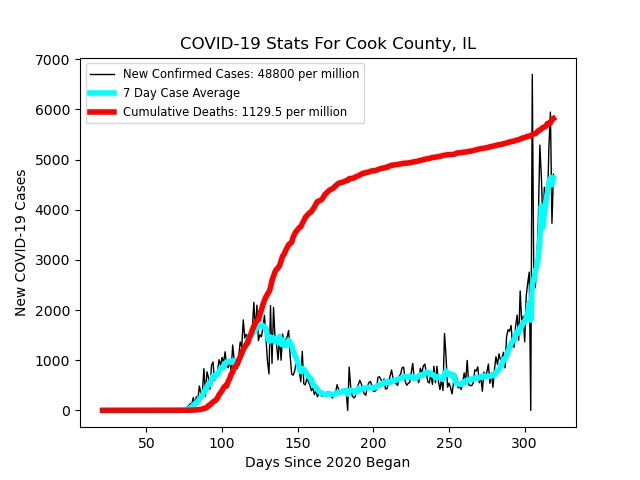 COVID-19 Stats For Cook County, IL
New Confirmed Cases: 48800 per million
7 Day Case Average
Cumulative Deaths: 1129.5 per million
7000
6000
5000
4000
3000
2000
1000
0
New COVID-19 Cases
50 100 150 200 250 300
Days Since 2020 Began